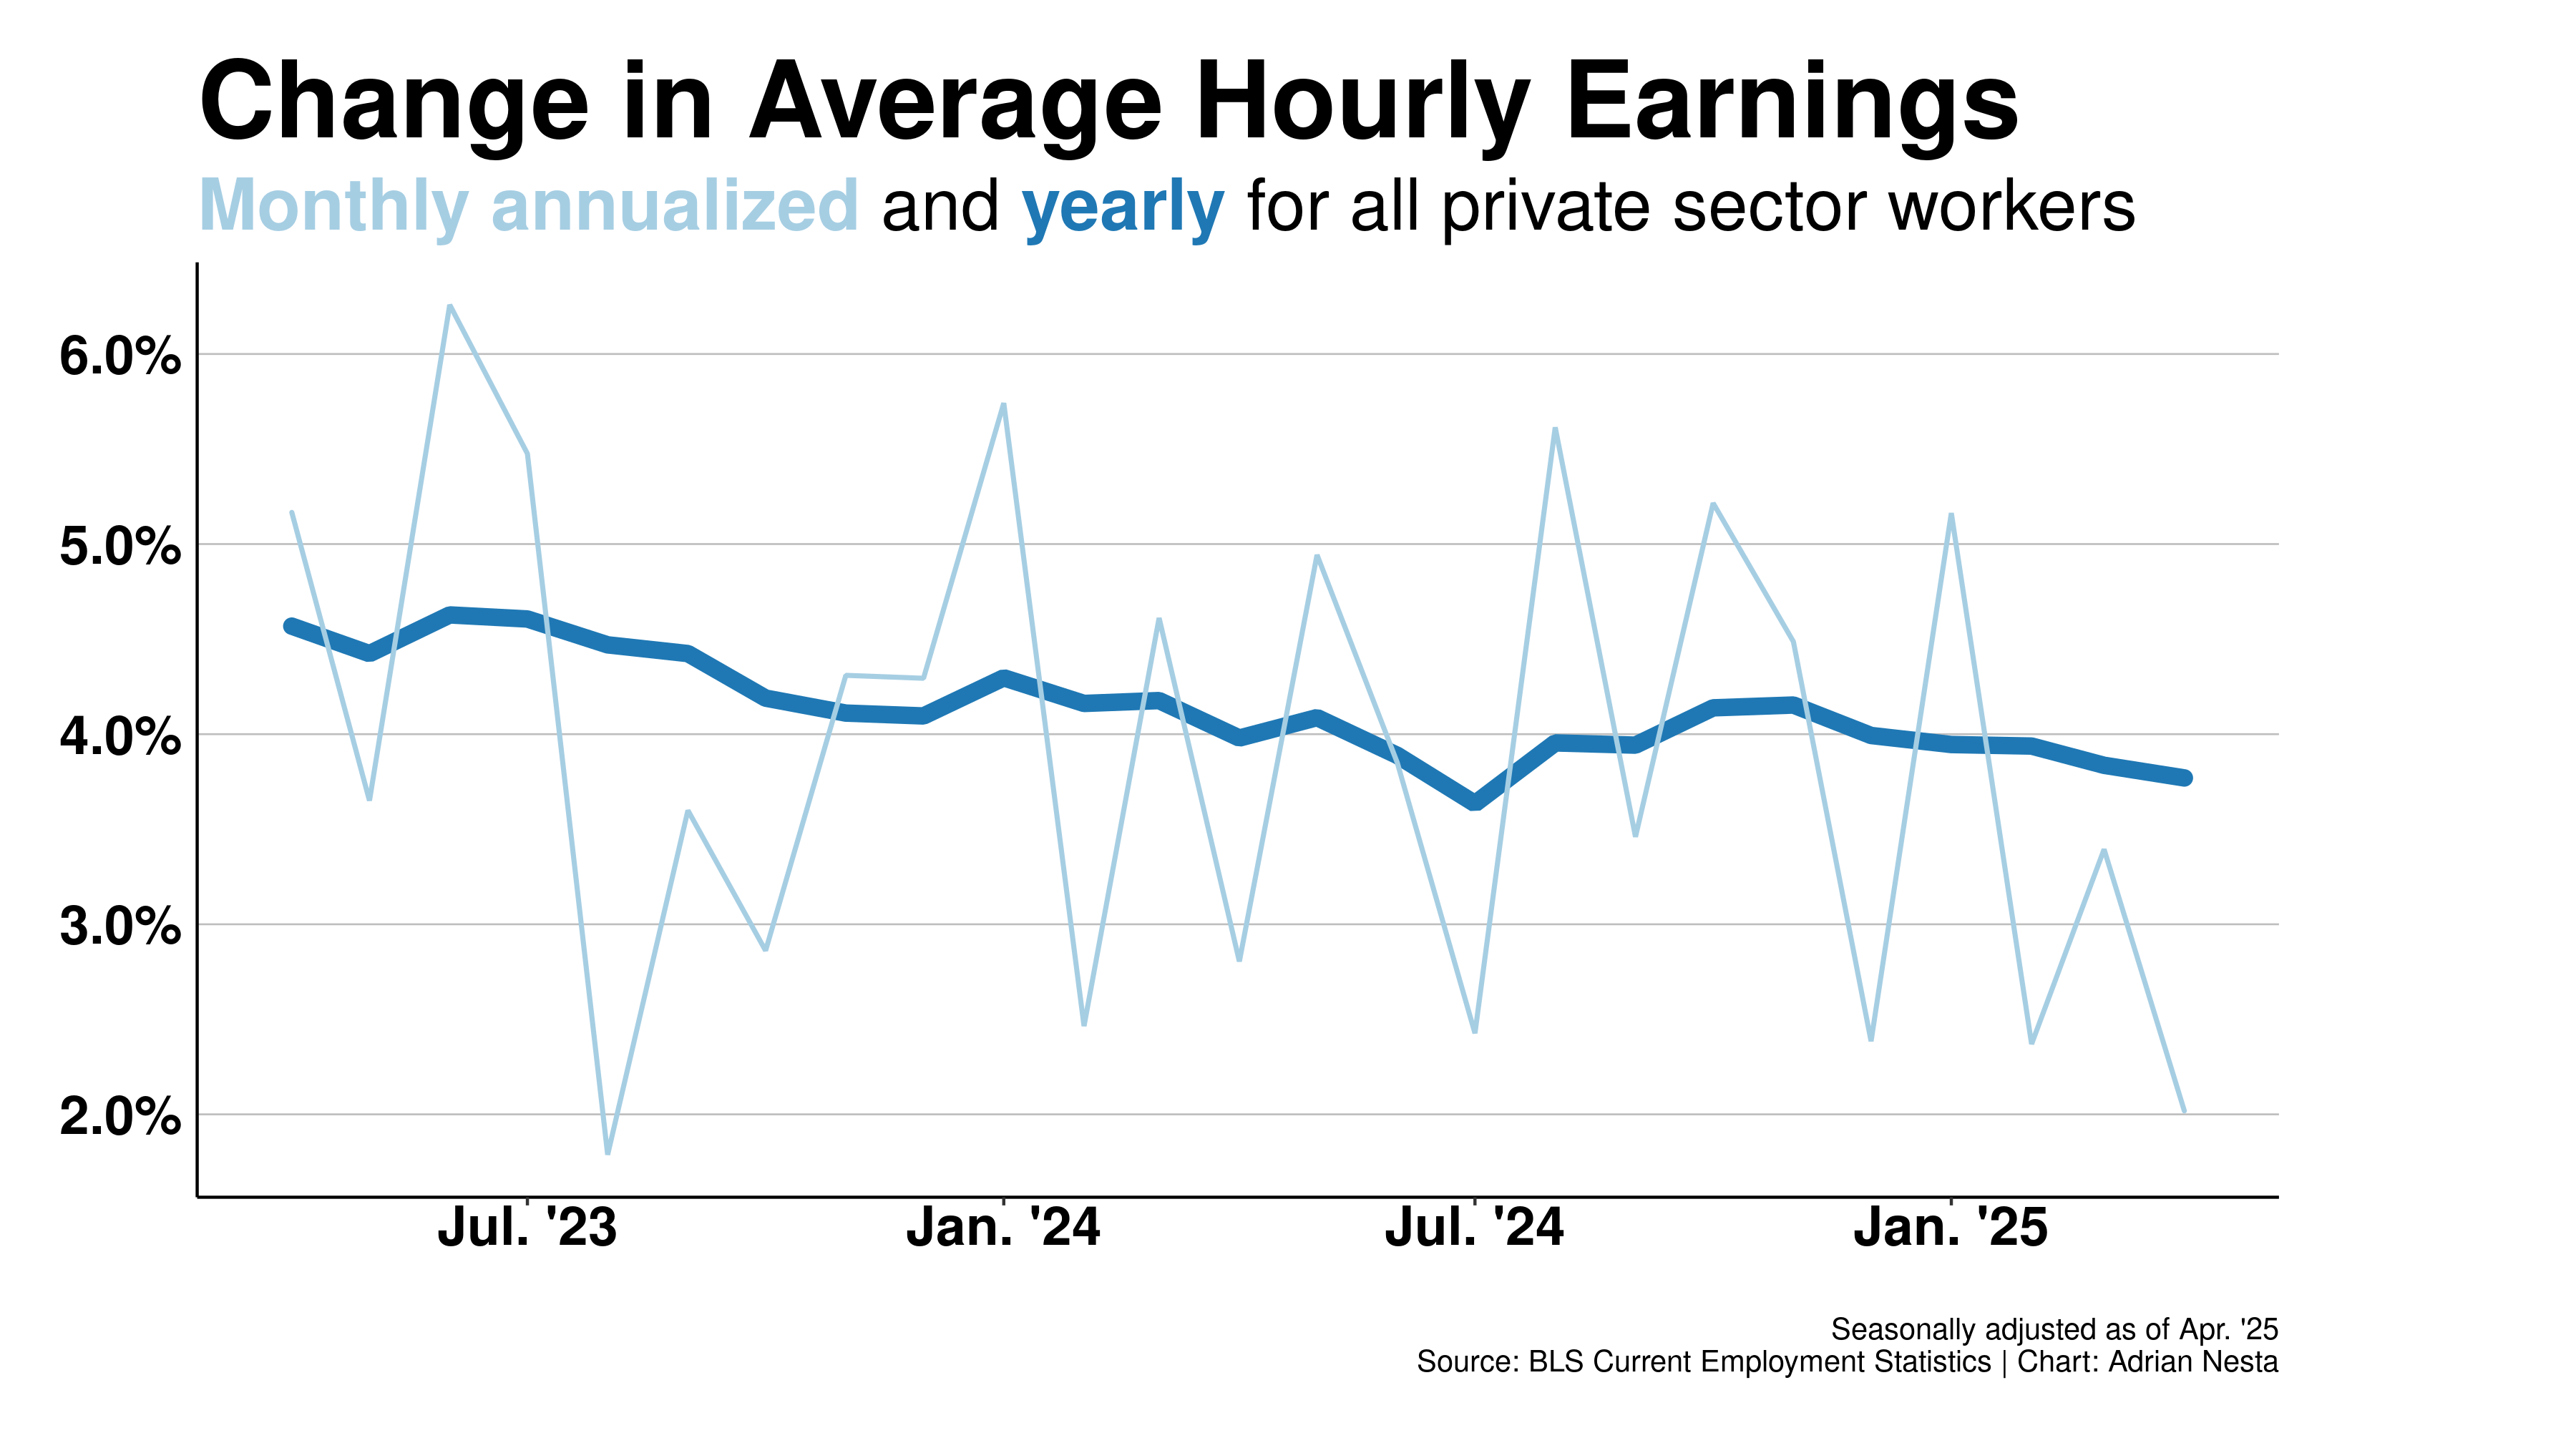 Change in Average Hourly Earnings
Monthly annualized and yearly for all private sector workers
6.0%
5.0%
4.0%
3.0%
2.0%
Jul. '23
Jan. '24
Jul. '24
Jan. '25
Seasonally adjusted as of Apr. '25
Source: BLS Current Employment Statistics | Chart: Adrian Nesta